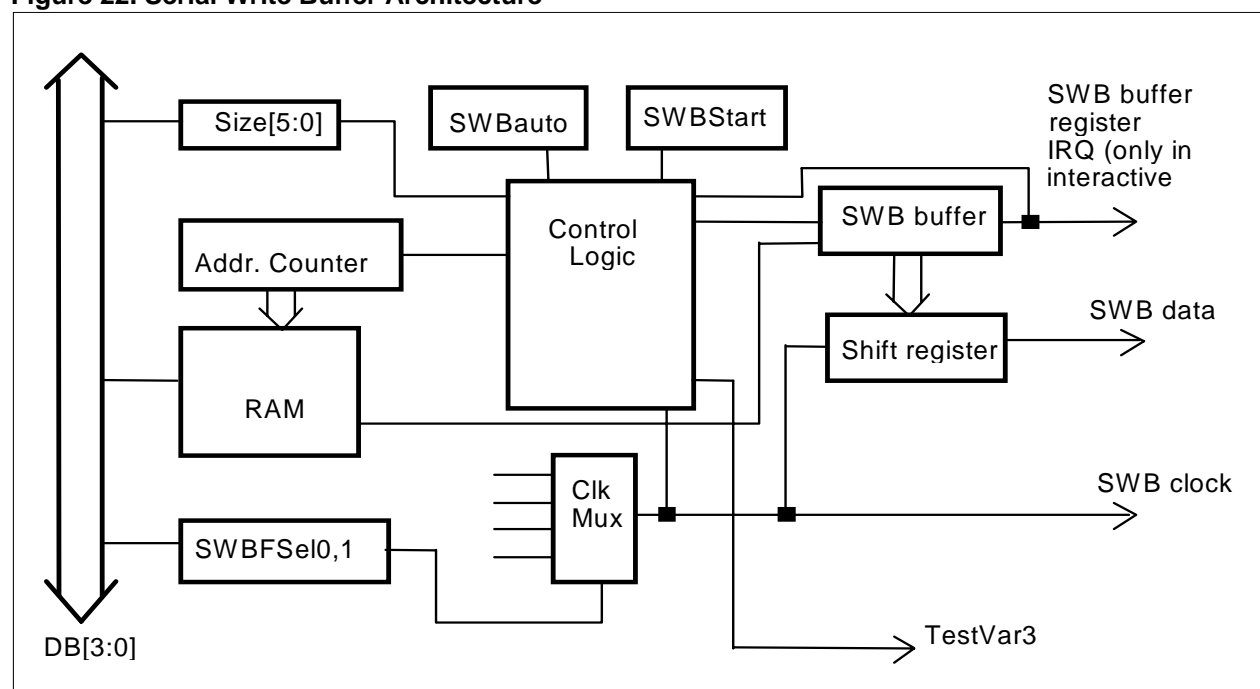 Figure 22. Serial Write Buffer Architecture
SWB buffer
register
IRQ (only in
interactive
Size[5:0]
SWBauto
SWBStart
SWB buffer
Control
Logic
Addr. Counter
SWB data
Shift register
RAM
Clk
Mux
SWB clock
SWBFSel0,1
TestVar3
DB[3:0]